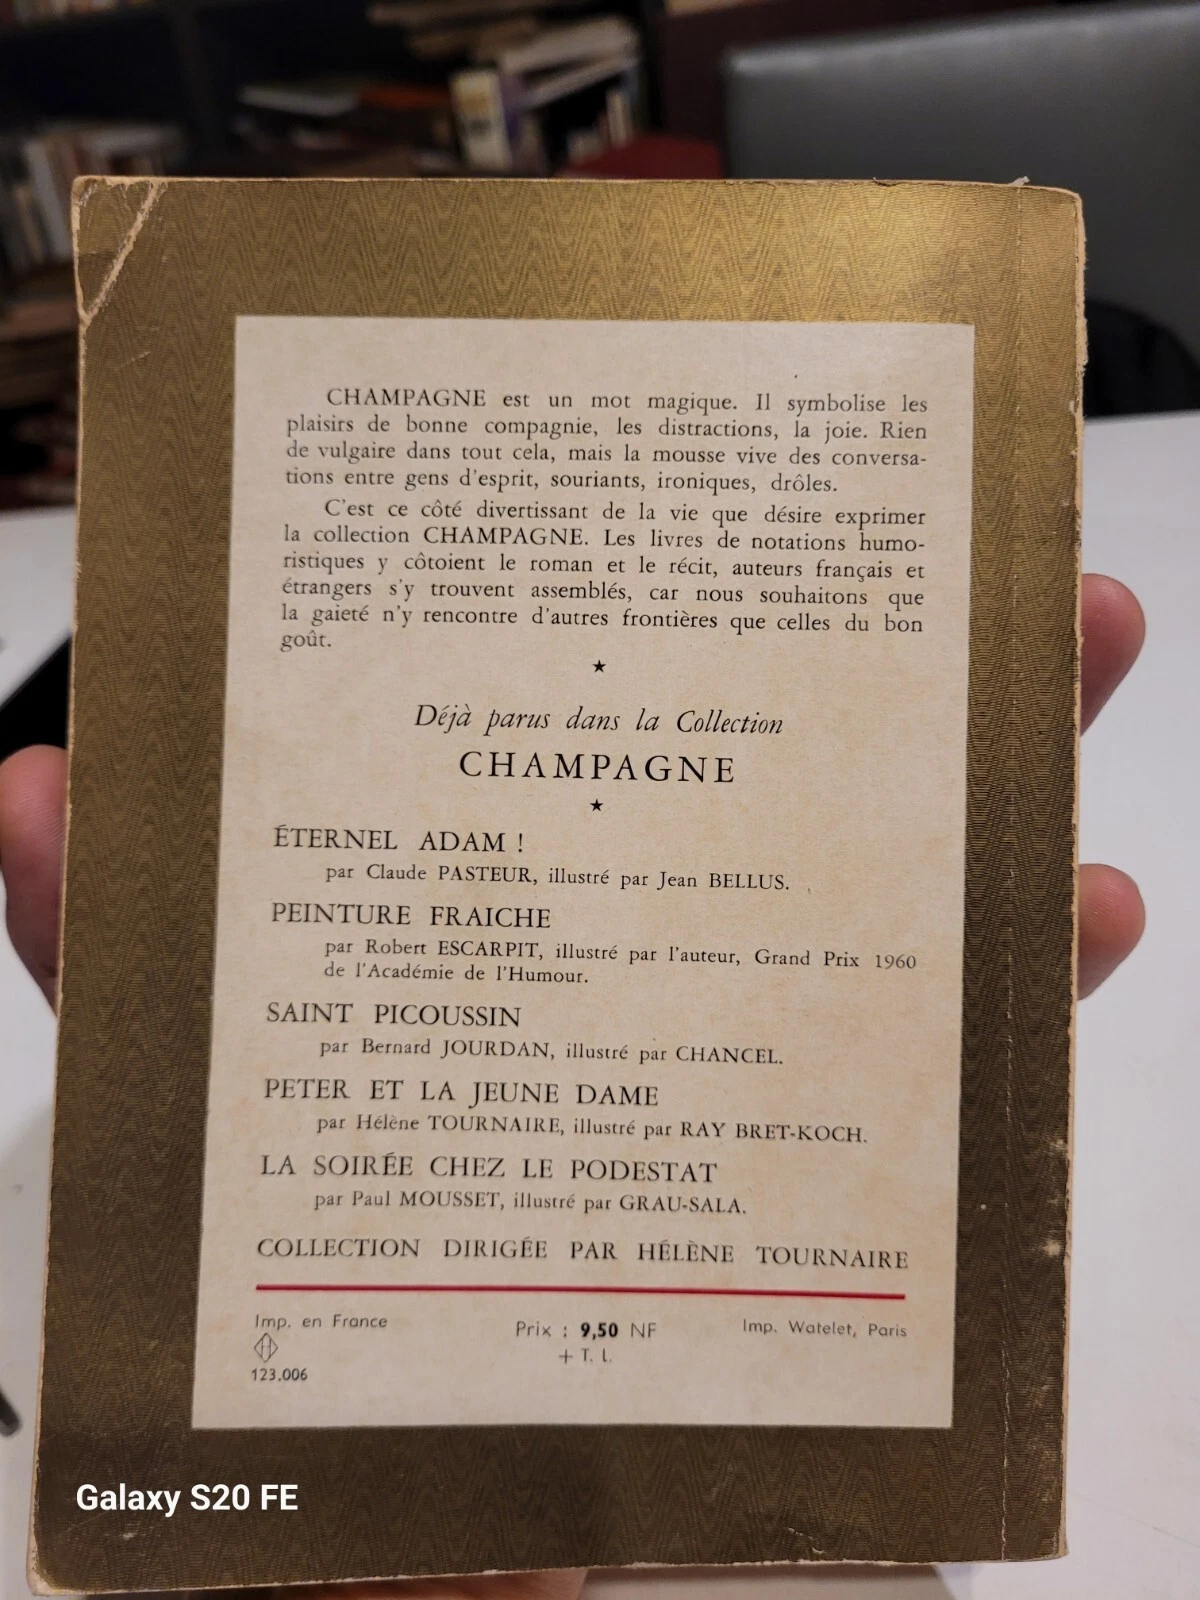 CHAMPAGNE est un mot magique. Il symbolise les
plaisirs de bonne compagnie, les distractions, la joie. Rien
de vulgaire dans tout cela, mais la mousse vive des conversa-
tions entre gens d'esprit, souriants, ironiques, drôles.
C'est ce côté divertissant de la vie que désire exprimer
la collection CHAMPAGNE. Les livres de notations humo-
ristiques y côtoient le roman et le récit, auteurs français et
étrangers s'y trouvent assemblés, car nous souhaitons que
la gaieté n'y rencontre d'autres frontières que celles du bon
goût.
★
Déjà parus dans la Collection
CHAMPAGNE
★
ÉTERNEL ADAM !
par Claude PASTEUR, illustré par Jean BELLUS.
PEINTURE FRAICHE
par Robert ESCARPIT, illustré par l'auteur, Grand Prix 1960
de l'Académie de l'Humour.
SAINT PICOUSSIN
par Bernard JOURDAN, illustré par CHANCEL.
PETER ET LA JEUNE DAME
par Hélène TOURNAIRE, illustré par RAY BRET-KOCH.
LA SOIRÉE CHEZ LE PODESTAT
par Paul MOUSSET, illustré par GRAU-SALA.
COLLECTION DIRIGÉE PAR HÉLÈNE TOURNAIRE
Imp. en France
Prix : 9,50 NF
+ T. L.
Imp. Watelet, Paris
123.006
Galaxy S20 FE